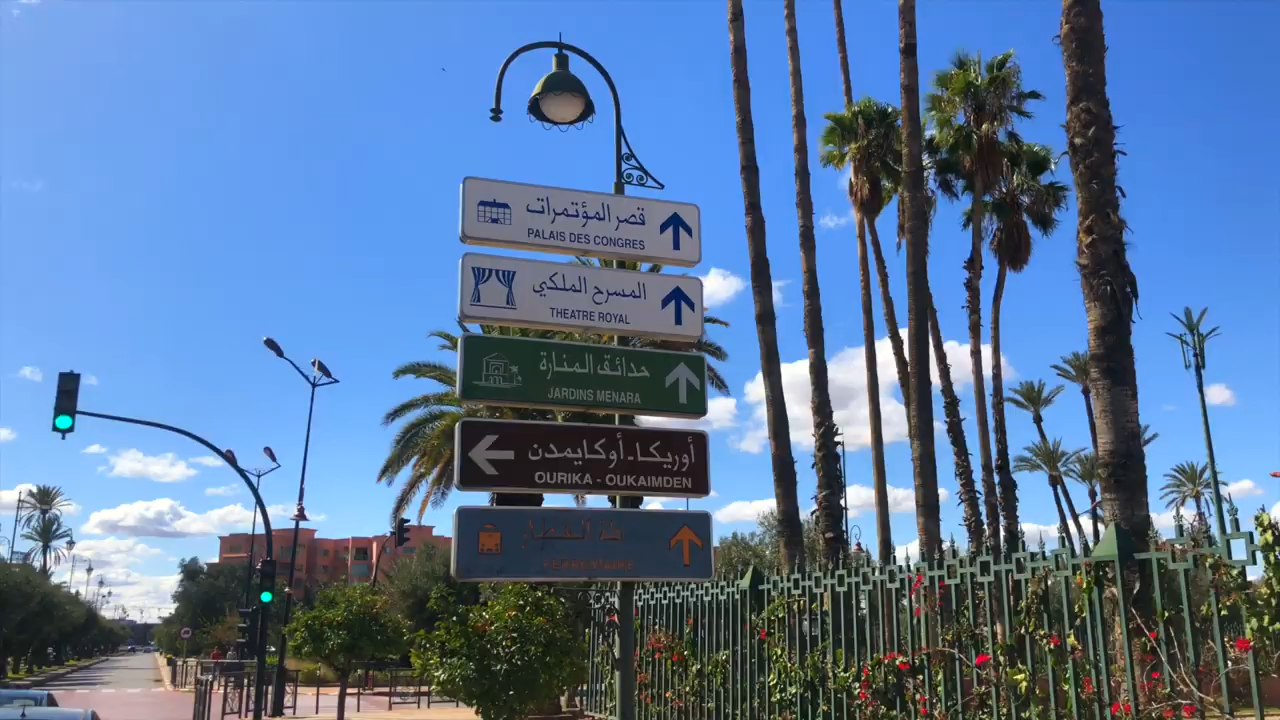 قصر المؤتمرات
PALAIS DES CONGRES
المسرح الملكي
THEATRE ROYAL
حدائق المنارة
JARDINS MENARA
أوريكا - أوكايمدن
OURIKA - OUKAIMDEN